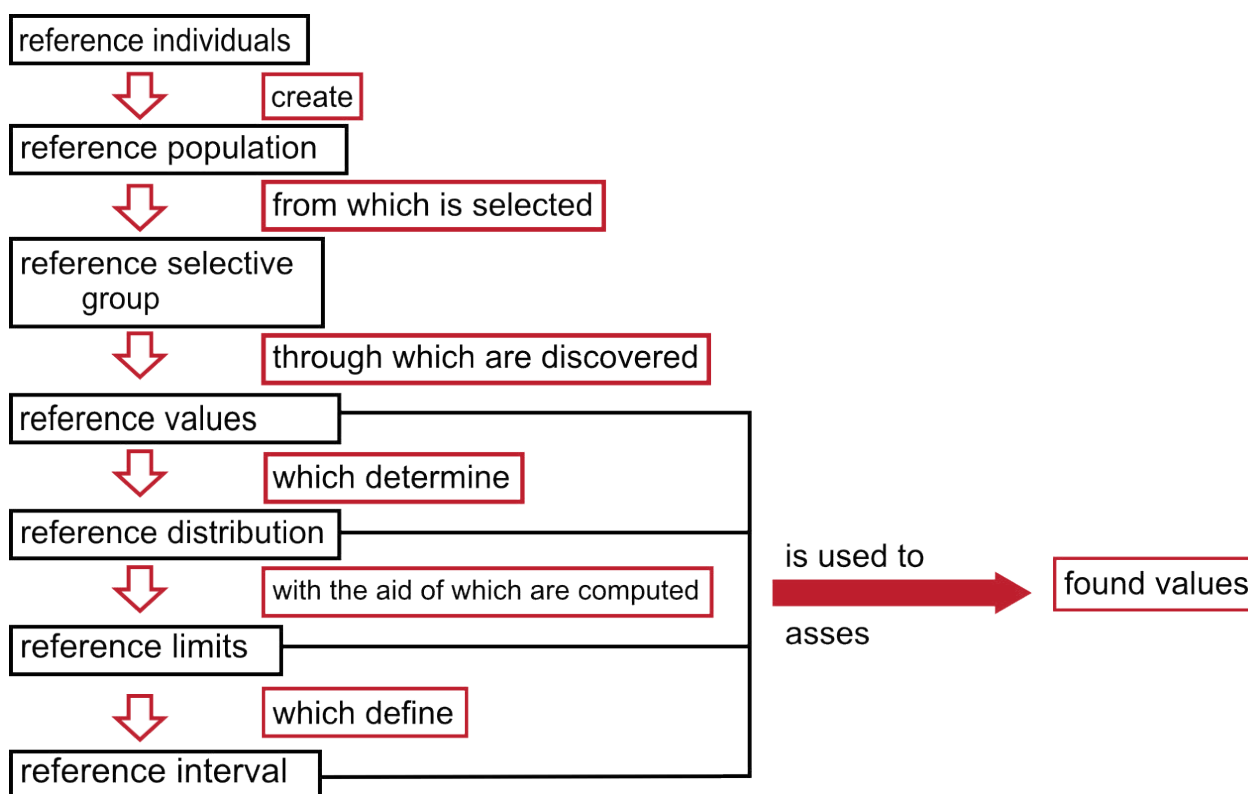 reference individuals
create
reference population
from which is selected
reference selective
group
through which are discovered
reference values
which determine
reference distribution
with the aid of which are computed
reference limits
which define
reference interval
is used to
asses
found values